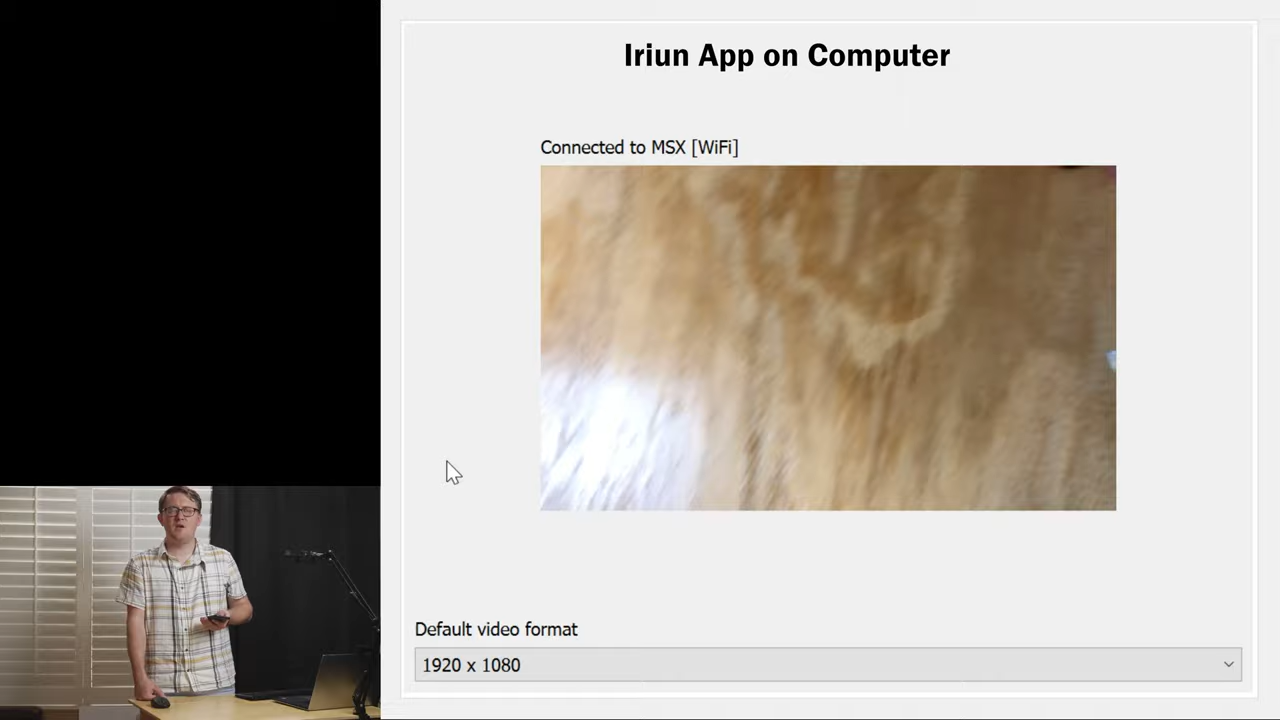 Iriun App on Computer
Connected to MSX [WiFi]
Default video format
1920 x 1080